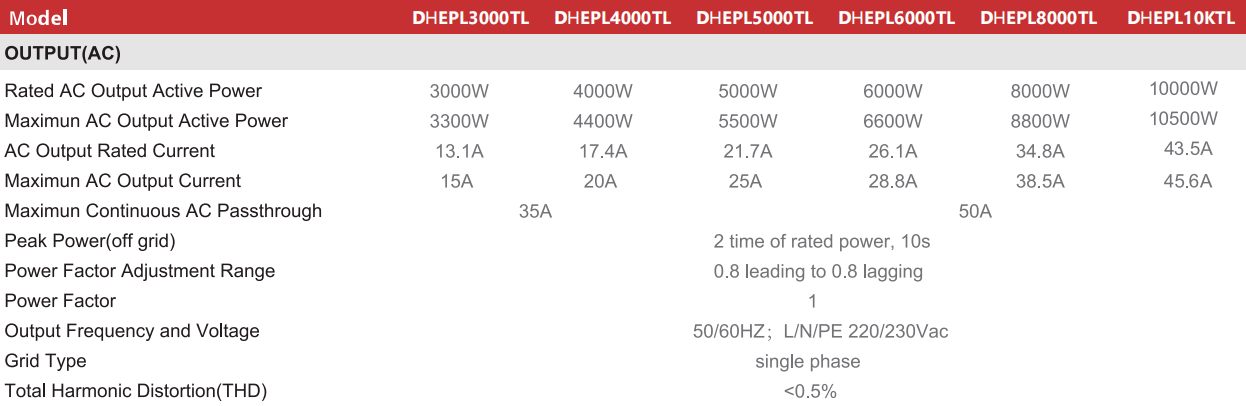 Model DHEPL3000TL DHEPL4000TL DHEPL5000TL DHEPL6000TL DHEPL8000TL DHEPL10KTL
OUTPUT(AC)
Rated AC Output Active Power 3000W 4000W 5000W 6000W 8000W 10000W
Maximun AC Output Active Power 3300W 4400W 5500W 6600W 8800W 10500W
AC Output Rated Current 13.1A 17.4A 21.7A 26.1A 34.8A 43.5A
Maximun AC Output Current 15A 20A 25A 28.8A 38.5A 45.6A
Maximun Continuous AC Passthrough 35A 50A
Peak Power(off grid) 2 time of rated power, 10s
Power Factor Adjustment Range 0.8 leading to 0.8 lagging
Power Factor 1
Output Frequency and Voltage 50/60HZ；L/N/PE 220/230Vac
Grid Type single phase
Total Harmonic Distortion(THD) <0.5%